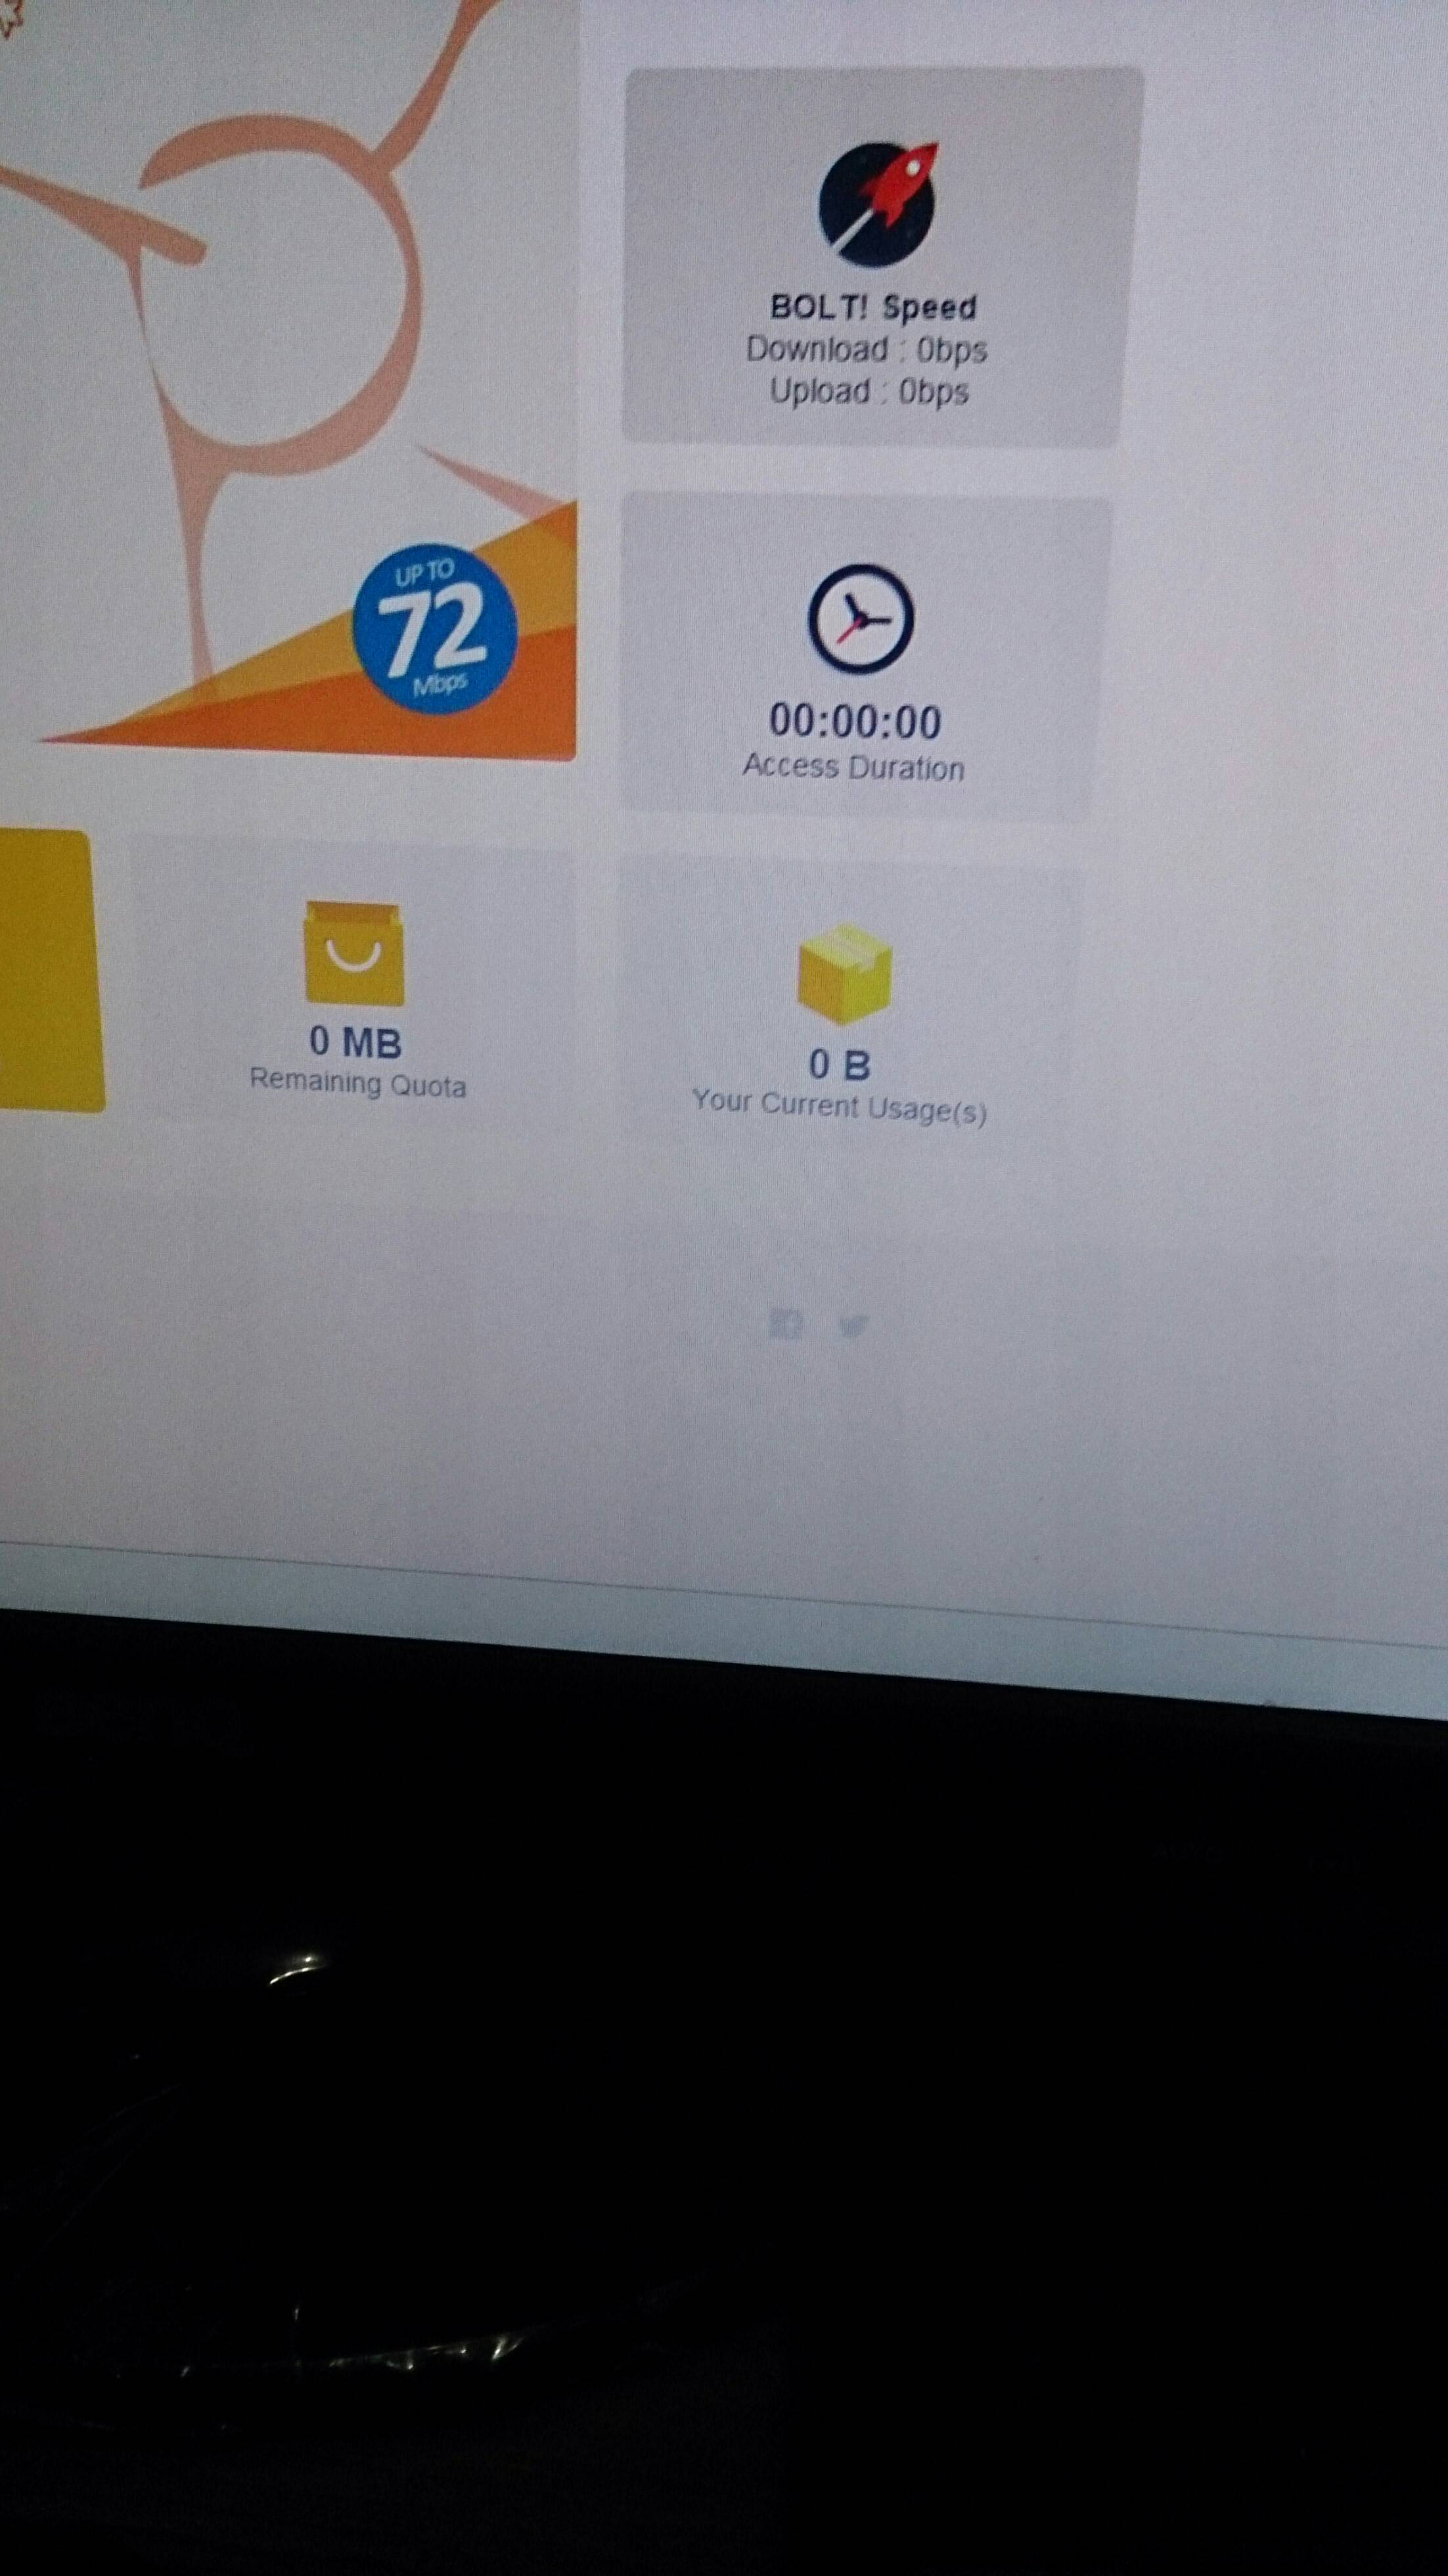 BOLT! Speed
Download : 0bps
Upload : 0bps
UP TO
72
Mbps
00:00:00
Access Duration
0 MB
Remaining Quota
0 B
Your Current Usage(s)